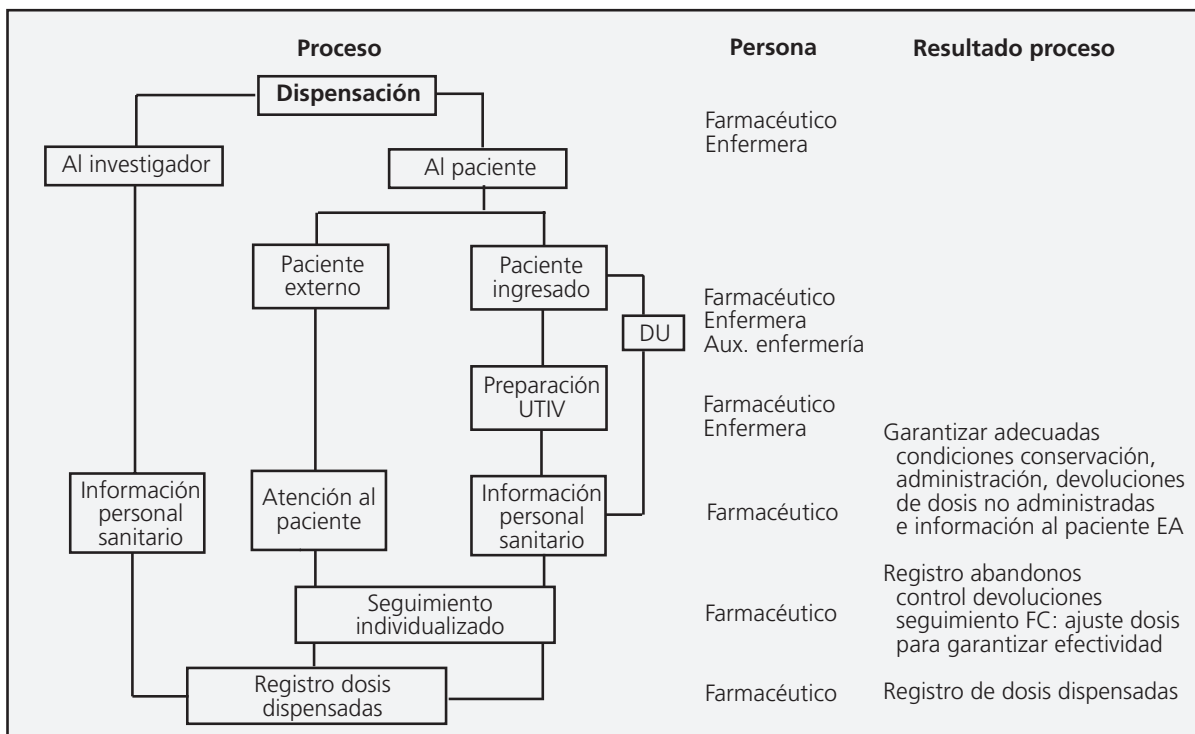 Proceso
Persona
Resultado proceso
Dispensación
Farmacéutico
Enfermera
Al investigador
Al paciente
Paciente
externo
Paciente
ingresado
DU
Farmacéutico
Enfermera
Aux. enfermería
Preparación
UTIV
Farmacéutico
Enfermera
Información
personal
sanitario
Atención al
paciente
Información
personal
sanitario
Farmacéutico
Garantizar adecuadas
condiciones conservación,
administración, devoluciones
de dosis no administradas
e información al paciente EA
Seguimiento
individualizado
Farmacéutico
Registro abandonos
control devoluciones
seguimiento FC: ajuste dosis
para garantizar efectividad
Registro dosis
dispensadas
Farmacéutico
Registro de dosis dispensadas